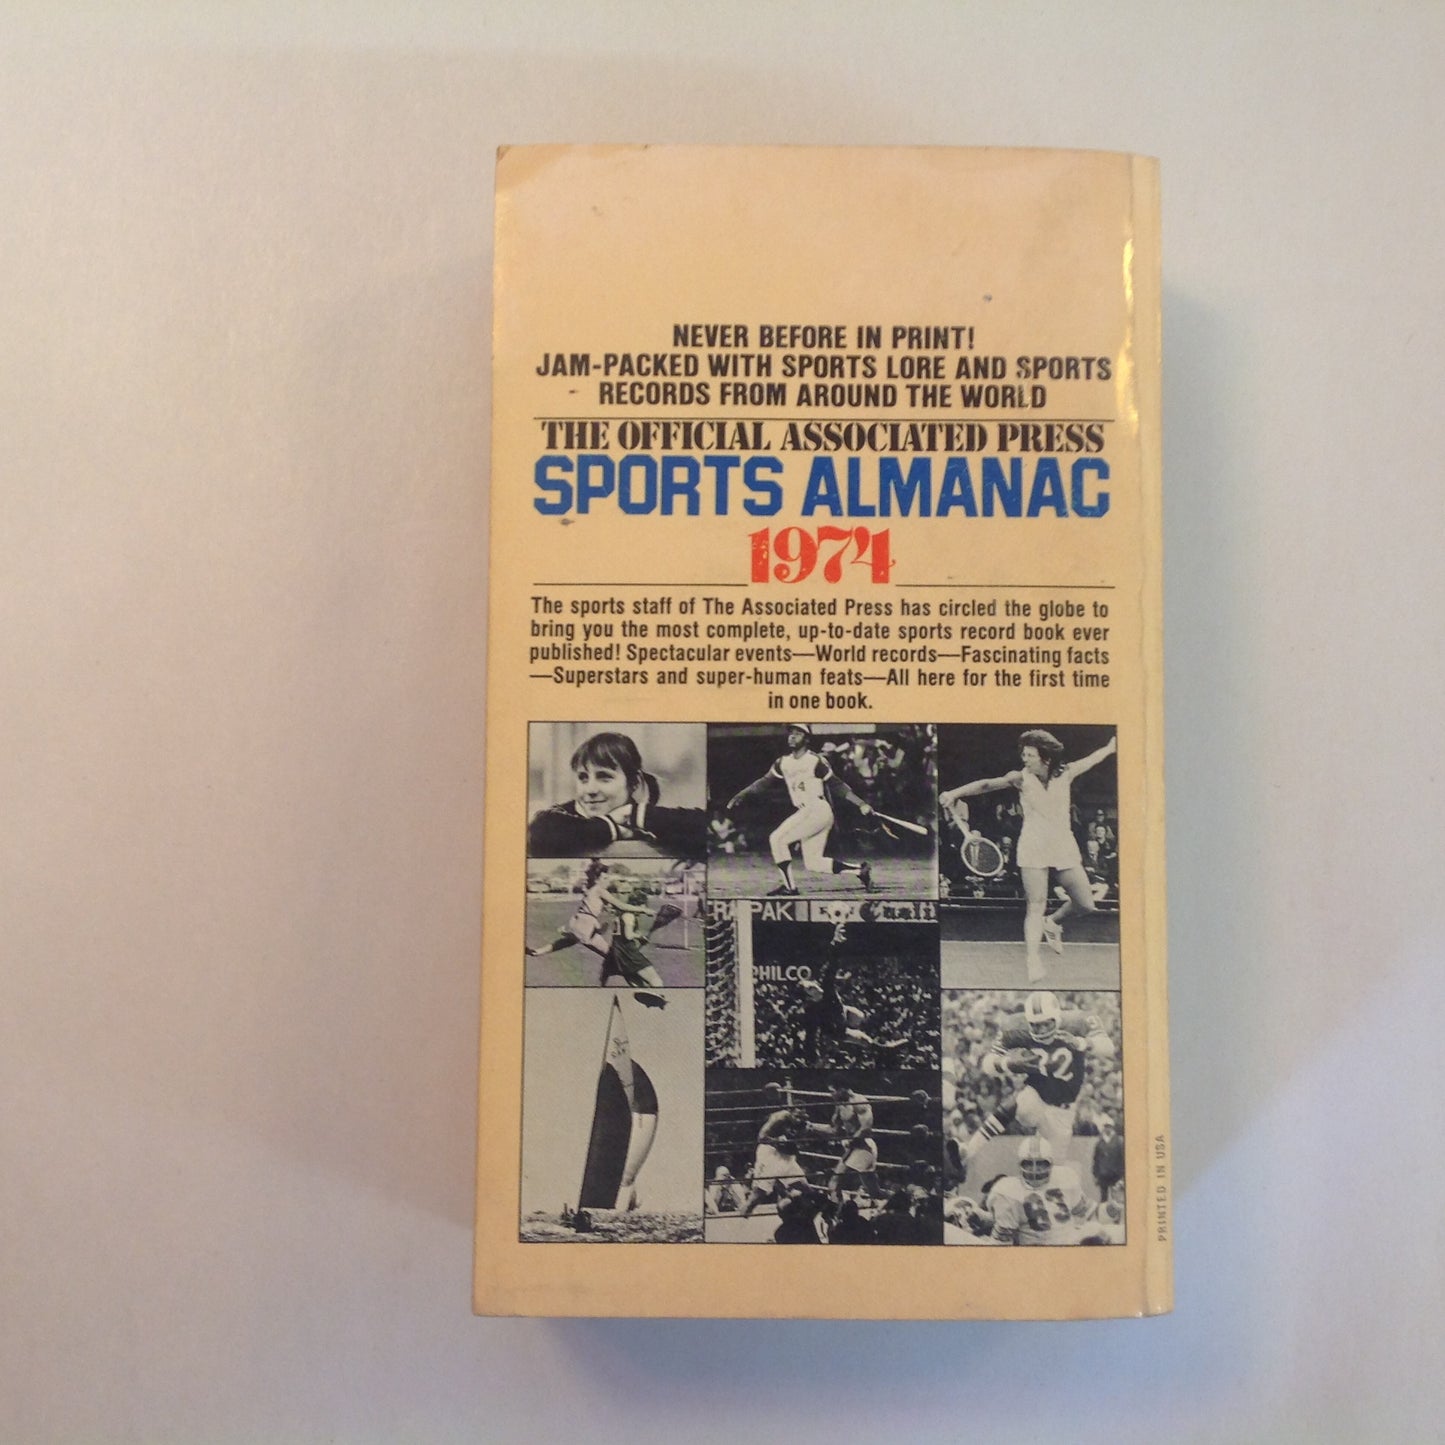 NEVER BEFORE IN PRINT!
JAM-PACKED WITH SPORTS LORE AND SPORTS
RECORDS FROM AROUND THE WORLD
THE OFFICIAL ASSOCIATED PRESS
SPORTS ALMANAC
1974
The sports staff of The Associated Press has circled the globe to
bring you the most complete, up-to-date sports record book ever
published! Spectacular events—World records—Fascinating facts
—Superstars and super-human feats—All here for the first time
in one book.
44
PAK
PHILCO
32
83
PRINTED IN USA